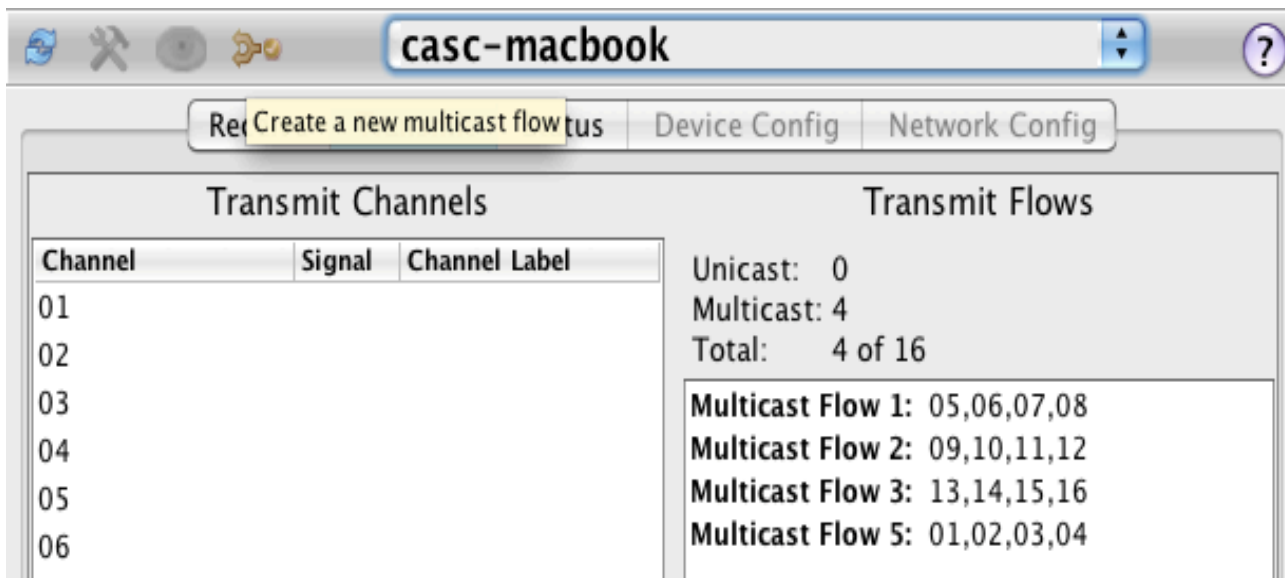 casc-macbook
?
Create a new multicast flow
Device Config
Network Config
Transmit Channels
Channel Signal Channel Label
01
02
03
04
05
06
Transmit Flows
Unicast: 0
Multicast: 4
Total: 4 of 16
Multicast Flow 1: 05,06,07,08
Multicast Flow 2: 09,10,11,12
Multicast Flow 3: 13,14,15,16
Multicast Flow 5: 01,02,03,04